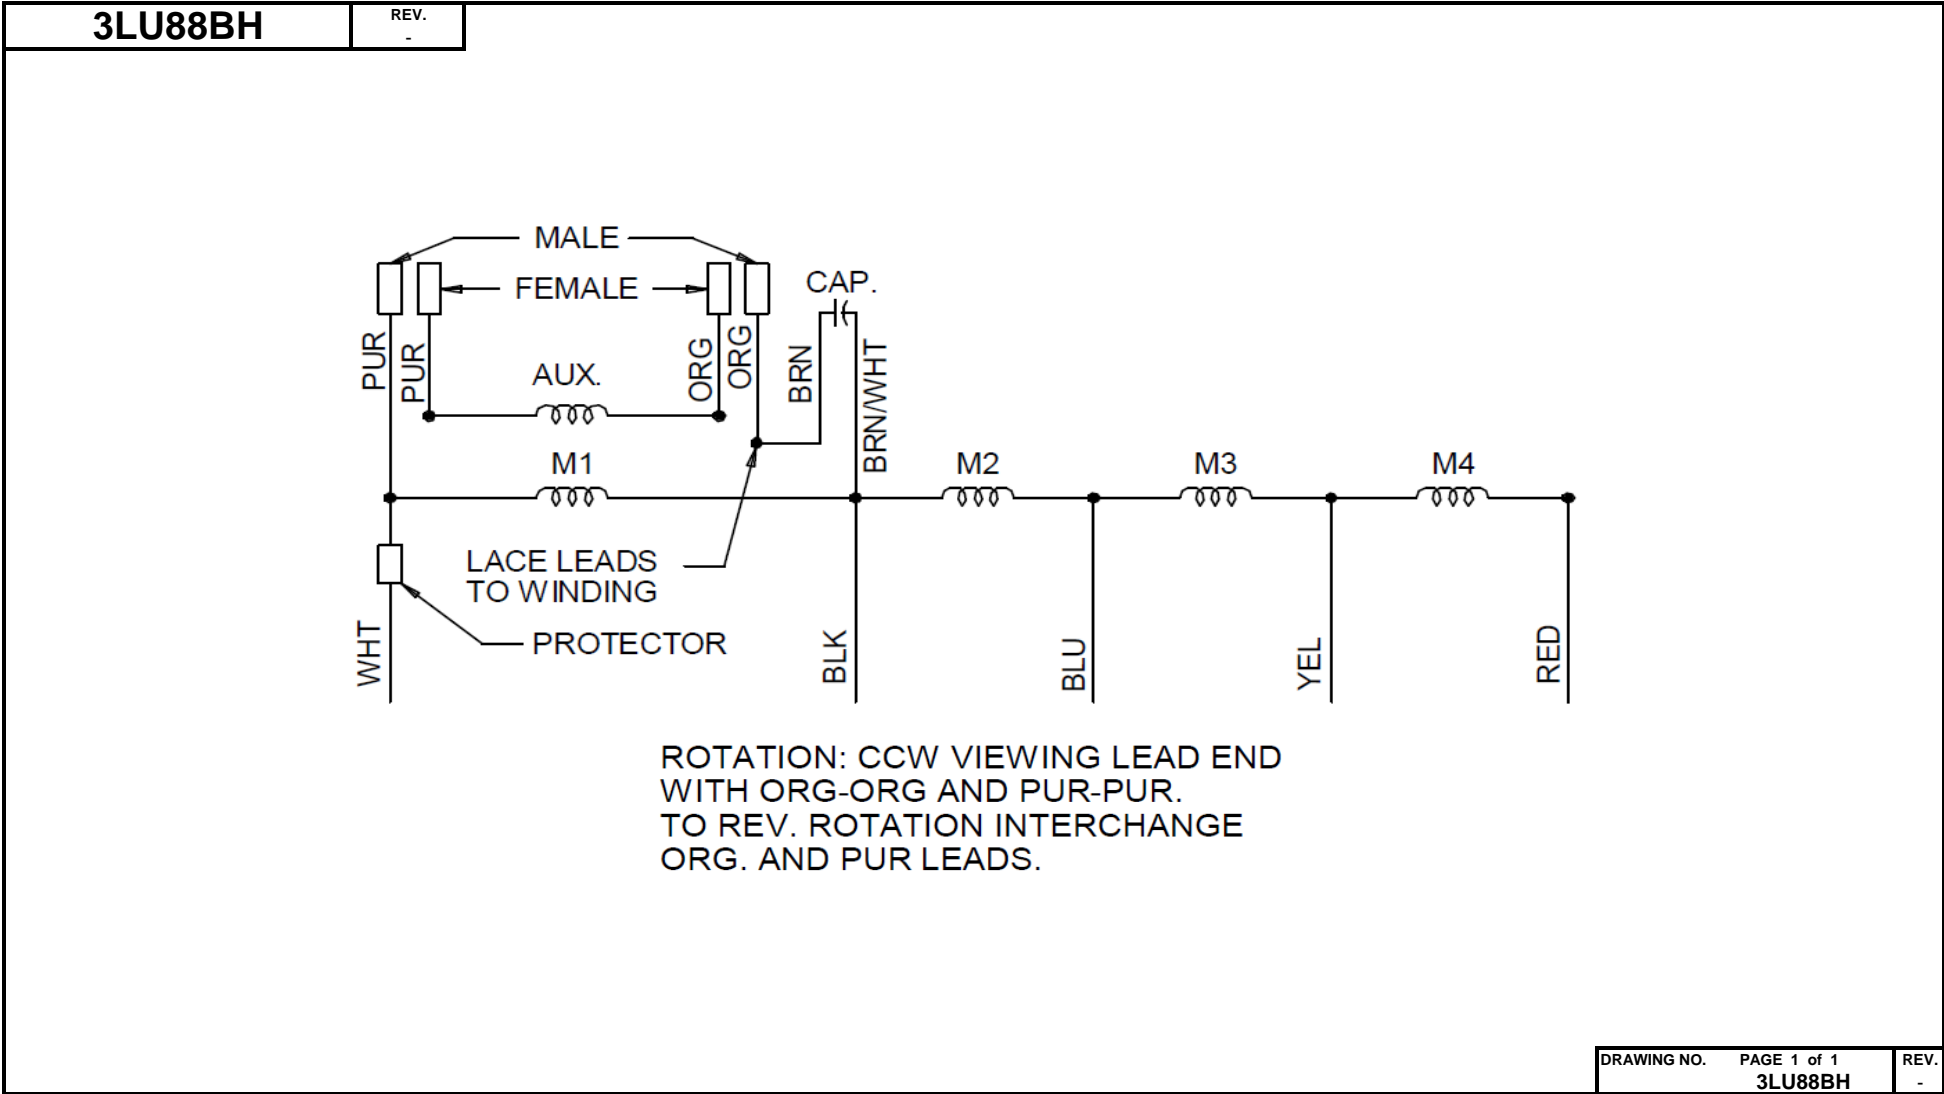 3LU88BH
REV.
-
MALE
FEMALE
CAP.
PUR
PUR
ORG
ORG
BRN
BRN/WHT
AUX.
M1
M2
M3
M4
LACE LEADS
TO WINDING
PROTECTOR
WHT
BLK
BLU
YEL
RED
ROTATION: CCW VIEWING LEAD END
WITH ORG-ORG AND PUR-PUR.
TO REV. ROTATION INTERCHANGE
ORG. AND PUR LEADS.
DRAWING NO. PAGE 1 of 1
3LU88BH
REV.
-